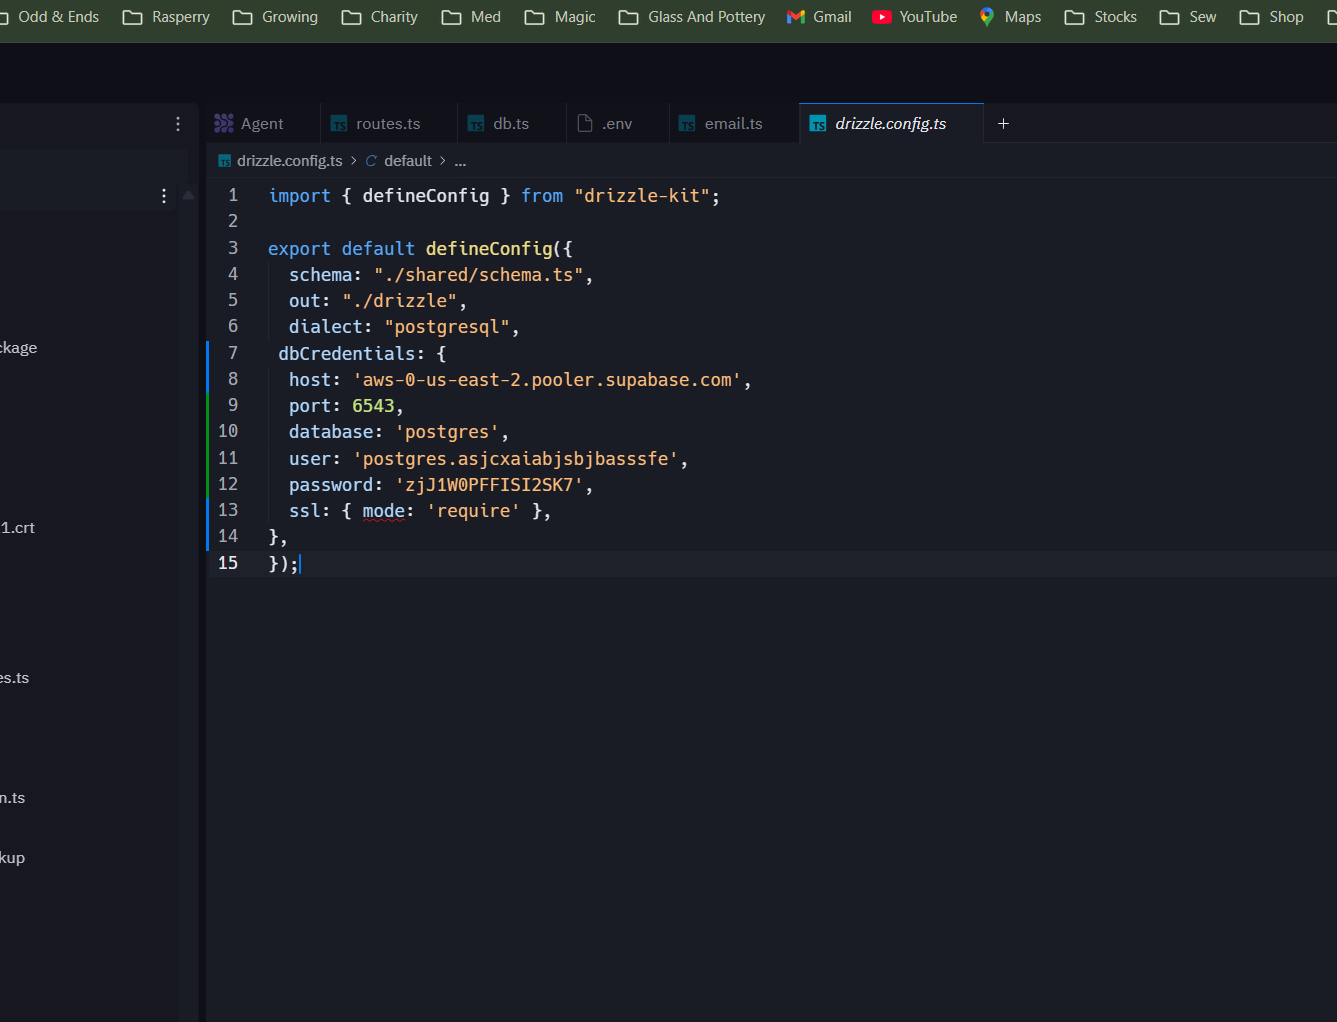 Odd & Ends Rasperry Growing Charity Med Magic Glass And Pottery Gmail YouTube Maps Stocks Sew Shop
Agent routes.ts db.ts .env email.ts drizzle.config.ts +
drizzle.config.ts > default > ...
1 import { defineConfig } from "drizzle-kit";
2
3 export default defineConfig({
4 schema: "./shared/schema.ts",
5 out: "./drizzle",
6 dialect: "postgresql",
7 dbCredentials: {
8 host: 'aws-0-us-east-2.pooler.supabase.com',
9 port: 6543,
10 database: 'postgres',
11 user: 'postgres.asjcxaiabjsbjbasssfe',
12 password: 'zjJ1W0PFFISI2SK7',
13 ssl: { mode: 'require' },
14 },
15 });
ckage
1.crt
es.ts
n.ts
kup